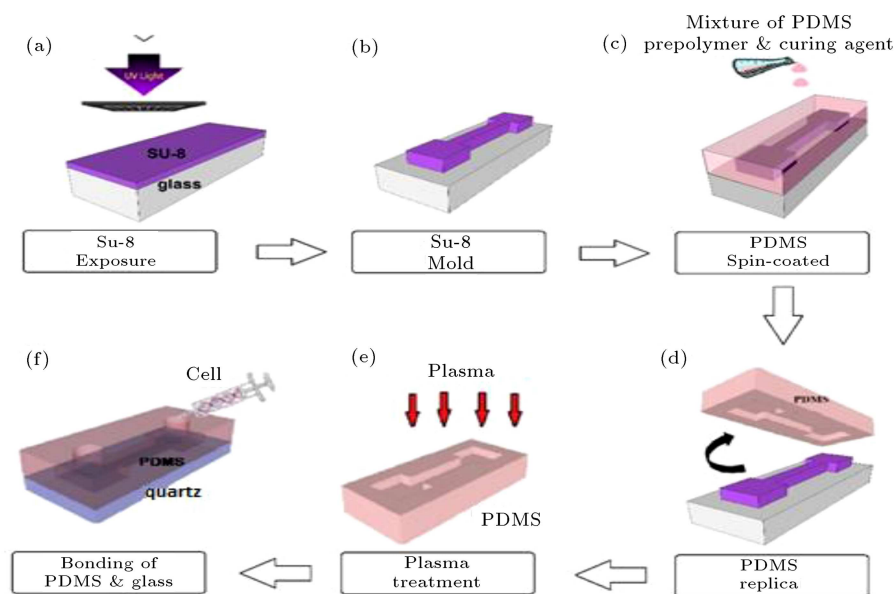 (a)
UV Light
SU-8
glass
Su-8
Exposure
(b)
Su-8
Mold
(c)
Mixture of PDMS
prepolymer & curing agent
PDMS
Spin-coated
(d)
PDMS
PDMS
replica
(e)
Plasma
PDMS
Plasma
treatment
(f)
Cell
PDMS
quartz
Bonding of
PDMS & glass